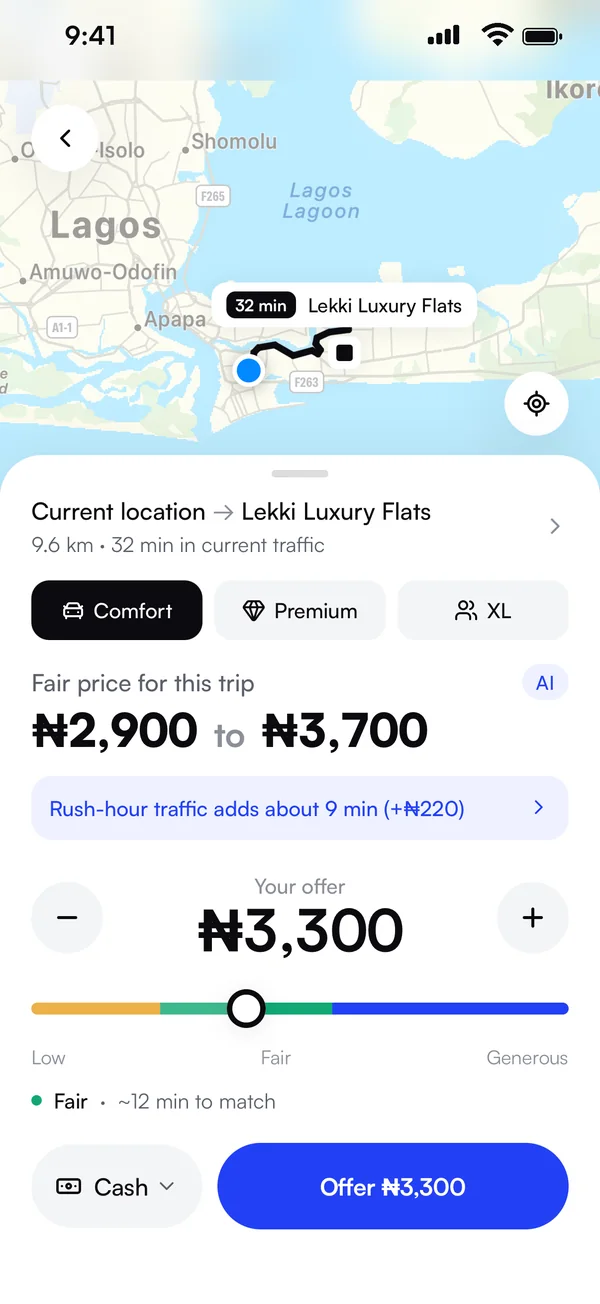 9:41
Ikoro
Isolo
Shomolu
F265
Lagos
Lagoon
Lagos
Amuwo-Odofin
A1-1
Apapa
32 min Lekki Luxury Flats
F263
Current location → Lekki Luxury Flats
9.6 km · 32 min in current traffic
Comfort
Premium
XL
Fair price for this trip
AI
₦2,900 to ₦3,700
Rush-hour traffic adds about 9 min (+₦220)
Your offer
₦3,300
Low
Fair
Generous
Fair · ~12 min to match
Cash
Offer ₦3,300